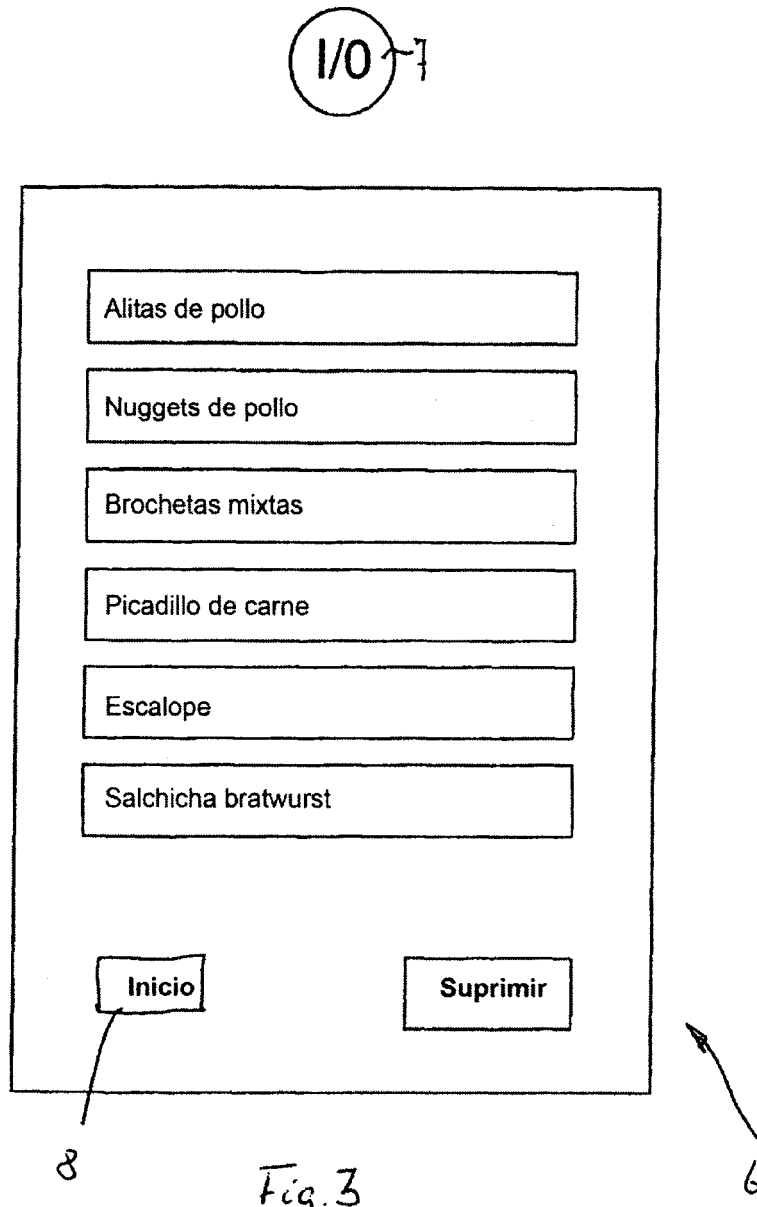 I/O 7
Alitas de pollo
Nuggets de pollo
Brochetas mixtas
Picadillo de carne
Escalope
Salchicha bratwurst
Inicio Suprimir
8 6
Fig. 3